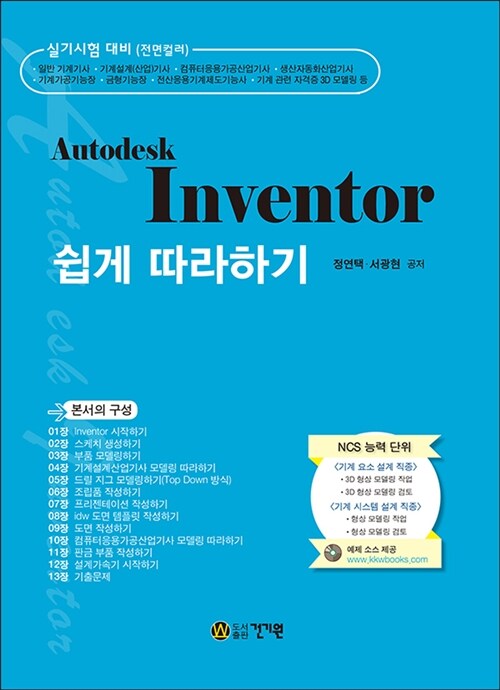 실기시험 대비 (전면컬러)
· 일반 기계기사 · 기계설계(산업)기사 · 컴퓨터응용가공산업기사 · 생산자동화산업기사
· 기계가공기능장 · 금형기능장 · 전산응용기계제도기능사 · 기계 관련 자격증 3D 모델링 등
Autodesk
Inventor
쉽게 따라하기
정연택 · 서광현 공저
본서의 구성
01장 Inventor 시작하기
02장 스케치 생성하기
03장 부품 모델링하기
04장 기계설계산업기사 모델링 따라하기
05장 드릴 지그 모델링하기(Top Down 방식)
06장 조립품 작성하기
07장 프리젠테이션 작성하기
08장 idw 도면 템플릿 작성하기
09장 도면 작성하기
10장 컴퓨터응용가공산업기사 모델링 따라하기
11장 판금 부품 작성하기
12장 설계가속기 시작하기
13장 기출문제
NCS 능력 단위
〈기계 요소 설계 직종〉
· 3D 형상 모델링 작업
· 3D 형상 모델링 검토
〈기계 시스템 설계 직종〉
· 형상 모델링 작업
· 형상 모델링 검토
예제 소스 제공
www.kkwbooks.com
도서출판 건기원